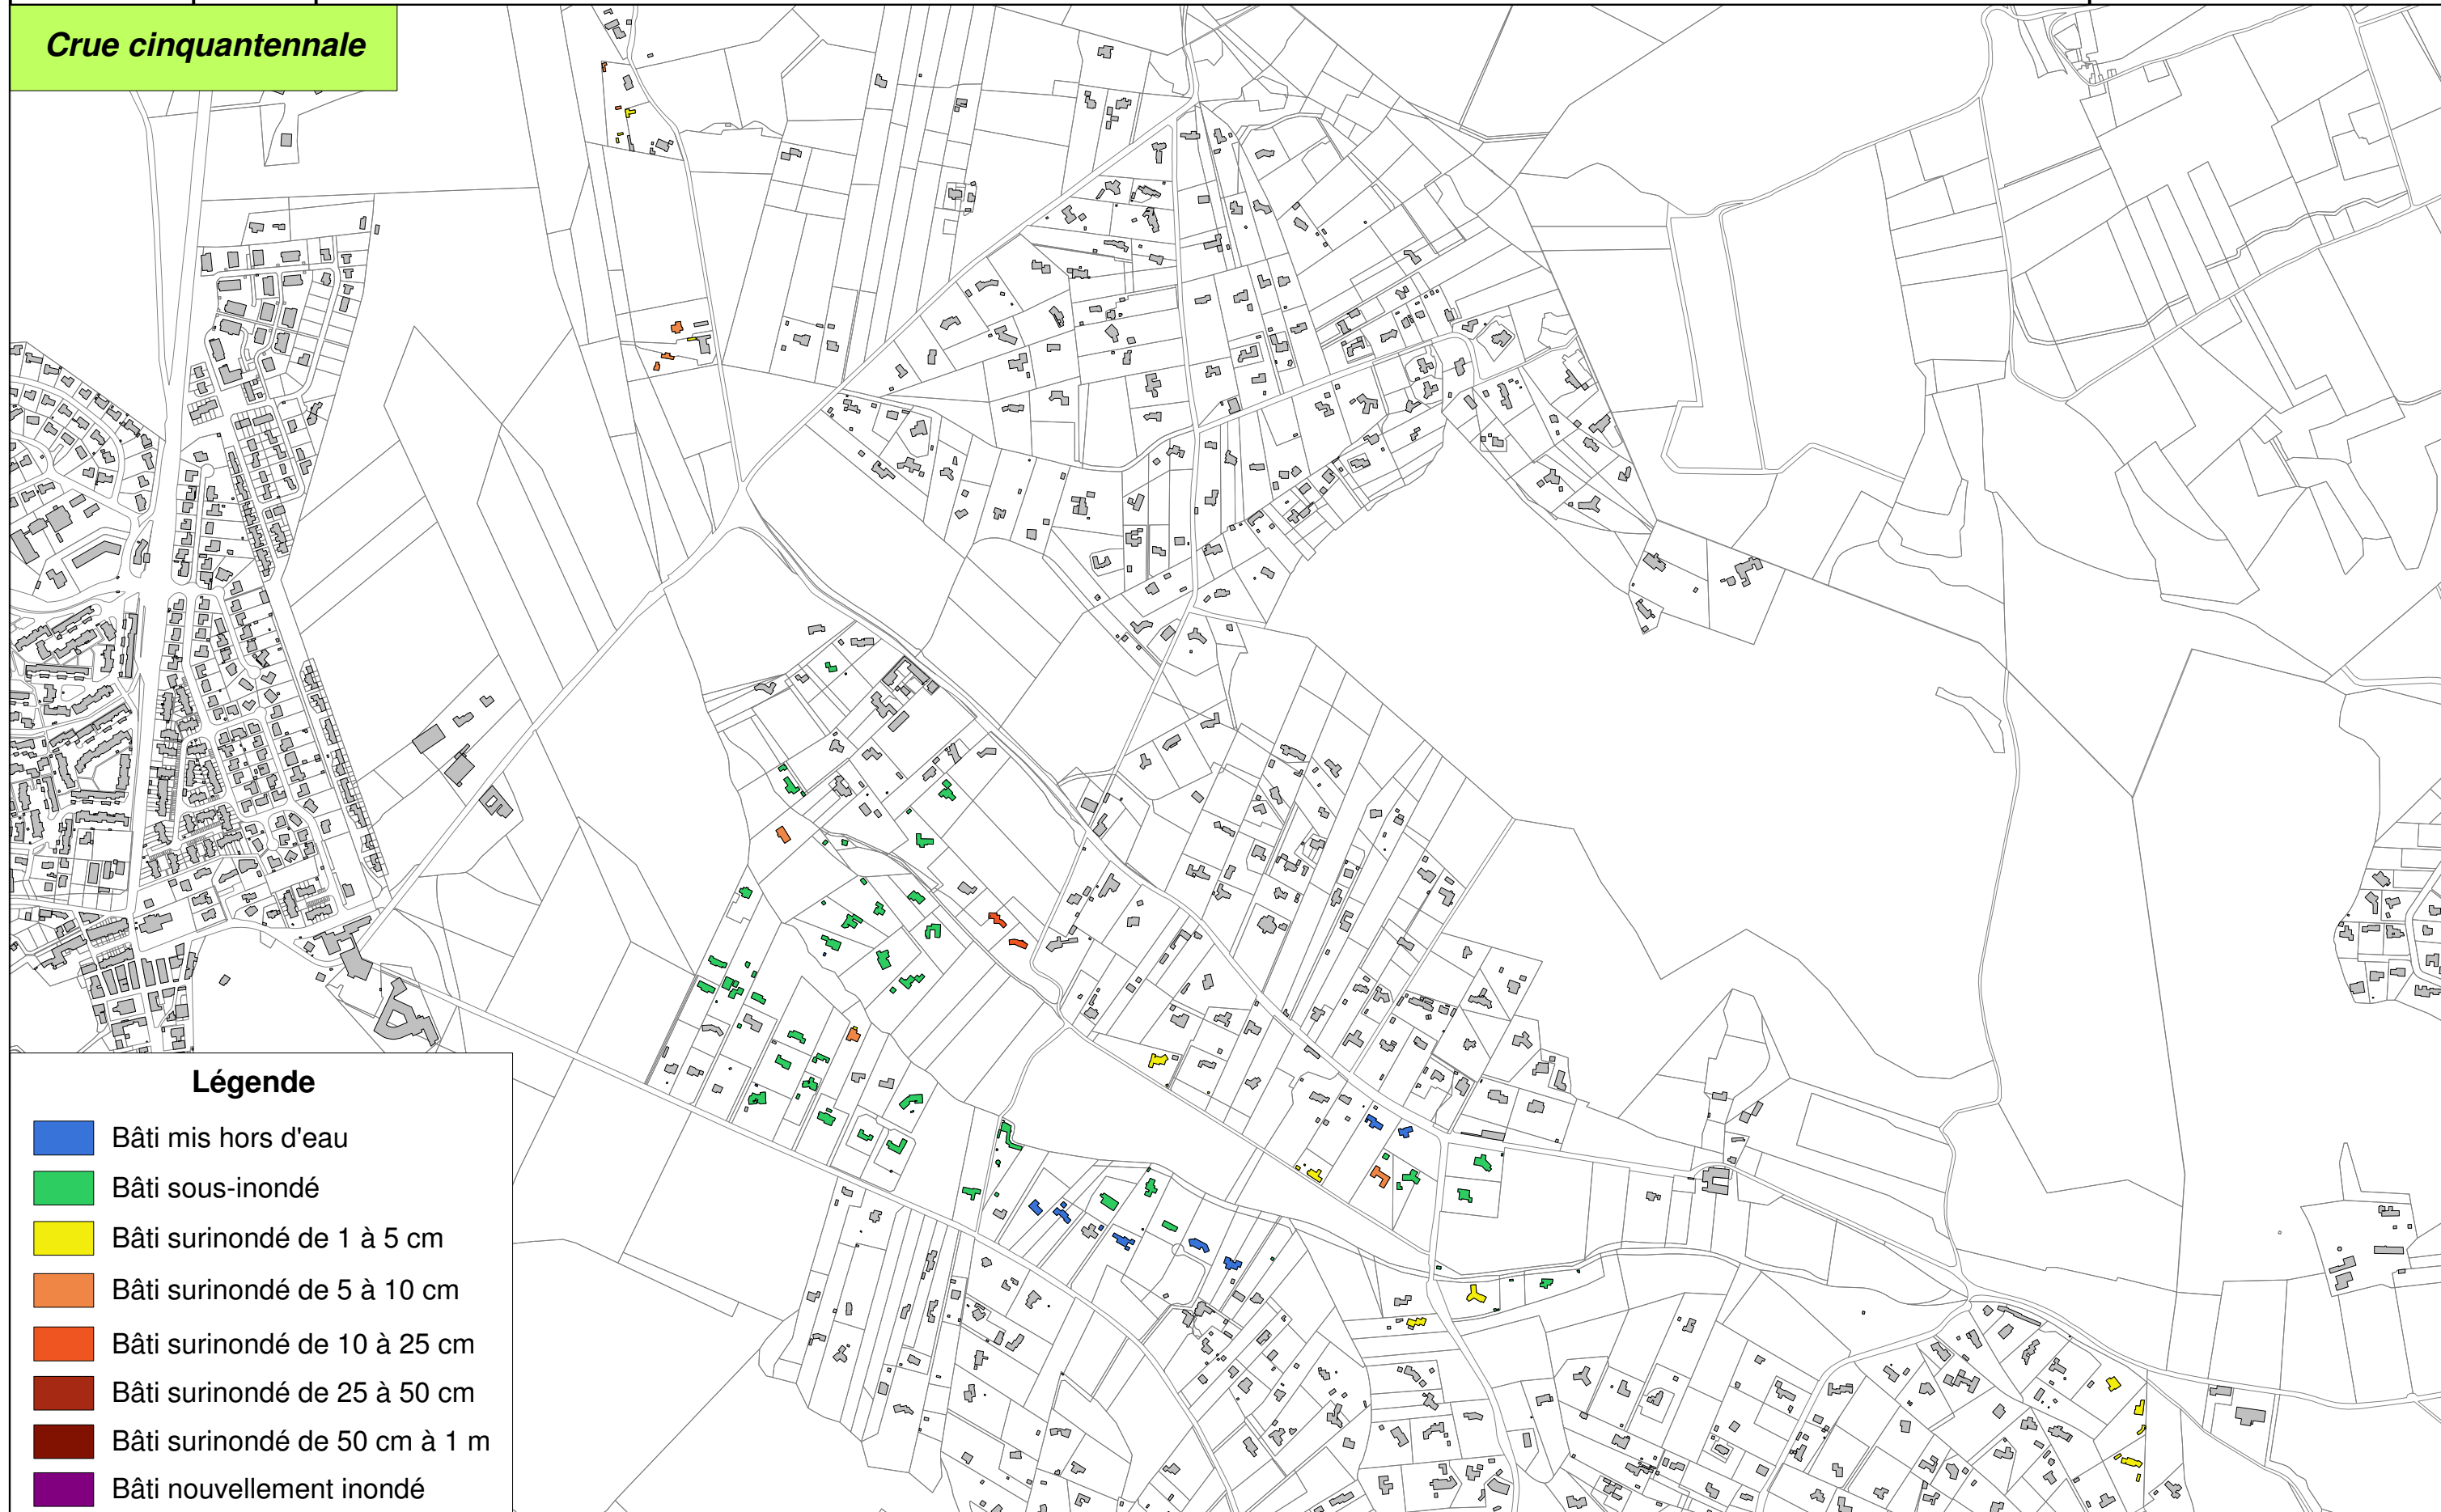 Crue cinquantennale
Légende
Bâti mis hors d'eau
Bâti sous-inondé
Bâti surinondé de 1 à 5 cm
Bâti surinondé de 5 à 10 cm
Bâti surinondé de 10 à 25 cm
Bâti surinondé de 25 à 50 cm
Bâti surinondé de 50 cm à 1 m
Bâti nouvellement inondé